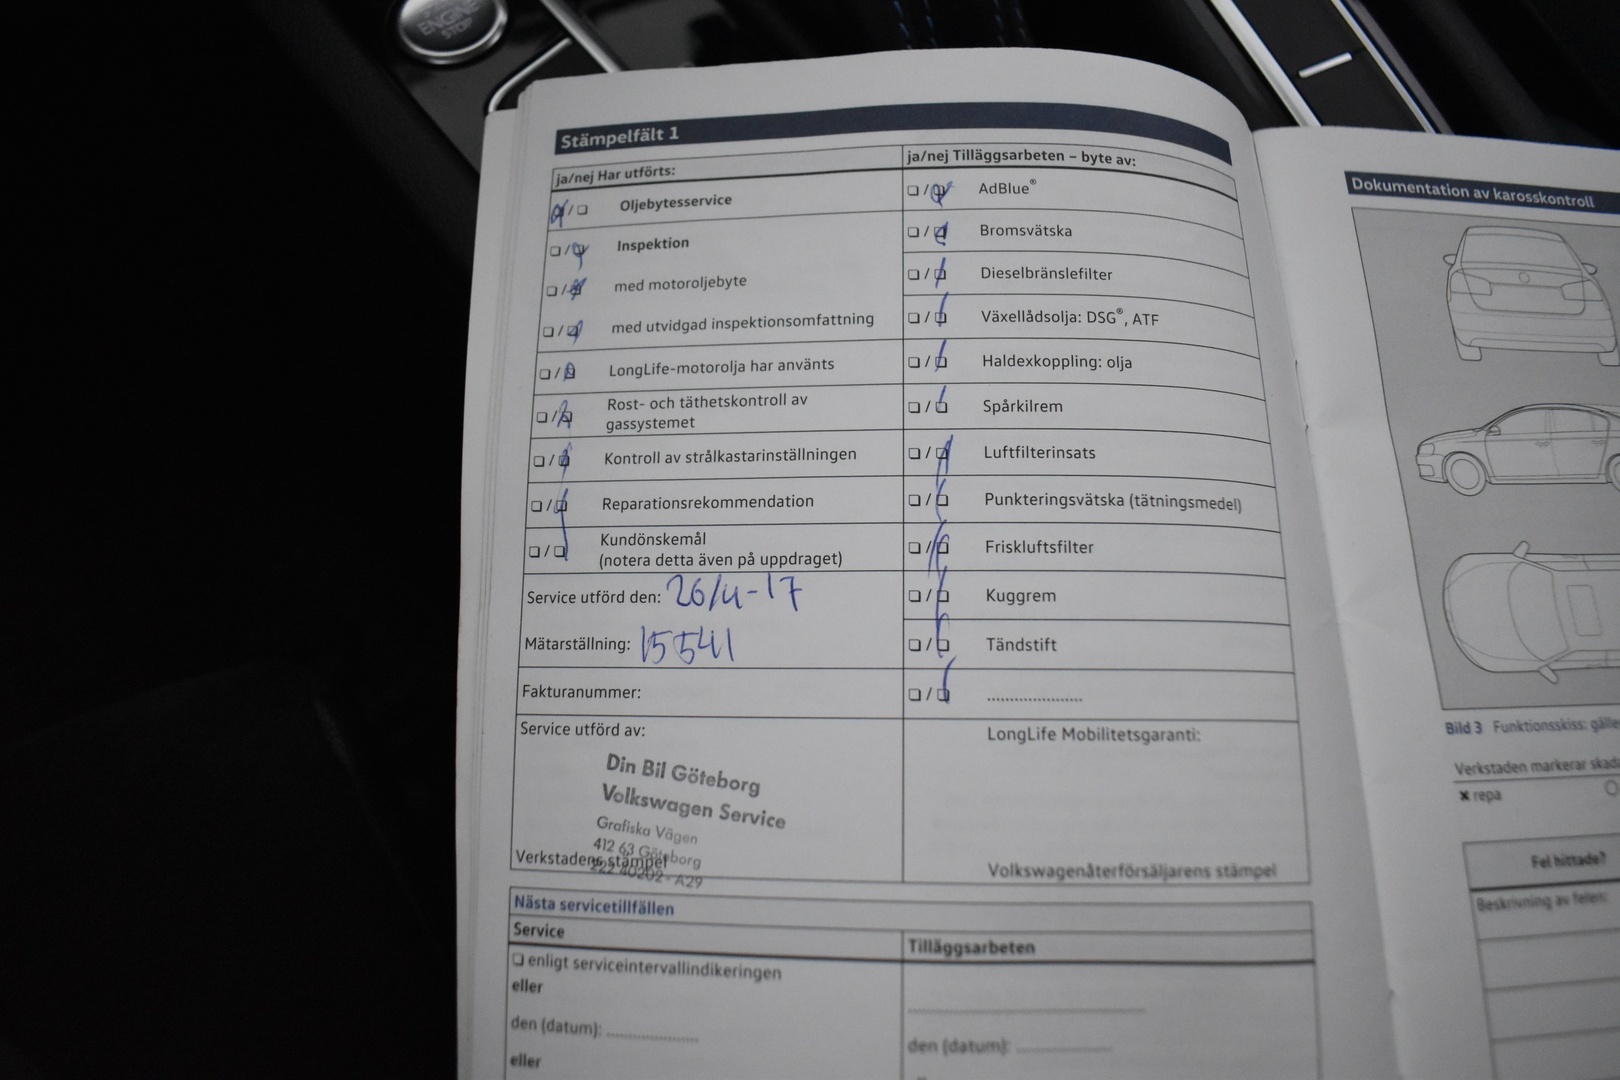 ENGINE
STOP
Stämpelfält 1
ja/nej Har utförts:
Oljebytesservice
Inspektion
med motoroljebyte
med utvidgad inspektionsomfattning
LongLife-motorolja har använts
Rost- och täthetskontroll av
gassystemet
Kontroll av strålkastarinställningen
Reparationsrekommendation
Kundönskemål
(notera detta även på uppdraget)
Service utförd den: 26/4-17
Mätarställning: 15541
Fakturanummer:
Service utförd av:
Din Bil Göteborg
Volkswagen Service
Grafiska Vägen
412 63 Göteborg
Verkstadens stämpel
222 40202 - A29
ja/nej Tilläggsarbeten – byte av:
AdBlue®
Bromsvätska
Dieselbränslefilter
Växellådsolja: DSG®, ATF
Haldexkoppling: olja
Spårkilrem
Luftfilterinsats
Punkteringsvätska (tätningsmedel)
Friskluftsfilter
Kuggrem
Tändstift
....................
LongLife Mobilitetsgaranti:
Volkswagenåterförsäljarens stämpel
Nästa servicetillfällen
Service
enligt serviceintervallindikeringen
eller
den (datum): ....................
eller
Tilläggsarbeten
den (datum): ....................
Dokumentation av karosskontroll
Bild 3 Funktionsskiss:
Verkstaden markerar
x repa
Fel hittade?
Beskrivning av felen: